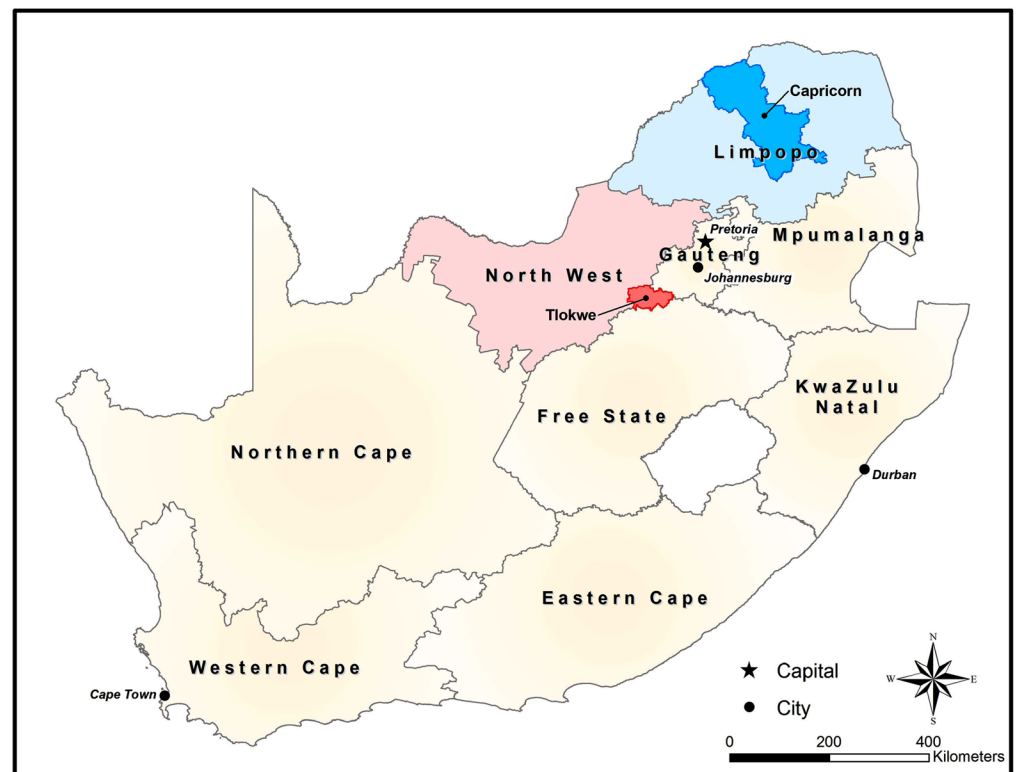 Capricorn
Limpopo
Pretoria
Mpumalanga
Gauteng
Johannesburg
North West
Tlokwe
KwaZulu
Natal
Free State
Northern Cape
Durban
Eastern Cape
Western Cape
Cape Town
Capital
City
N
W
E
S
0 200 400
Kilometers